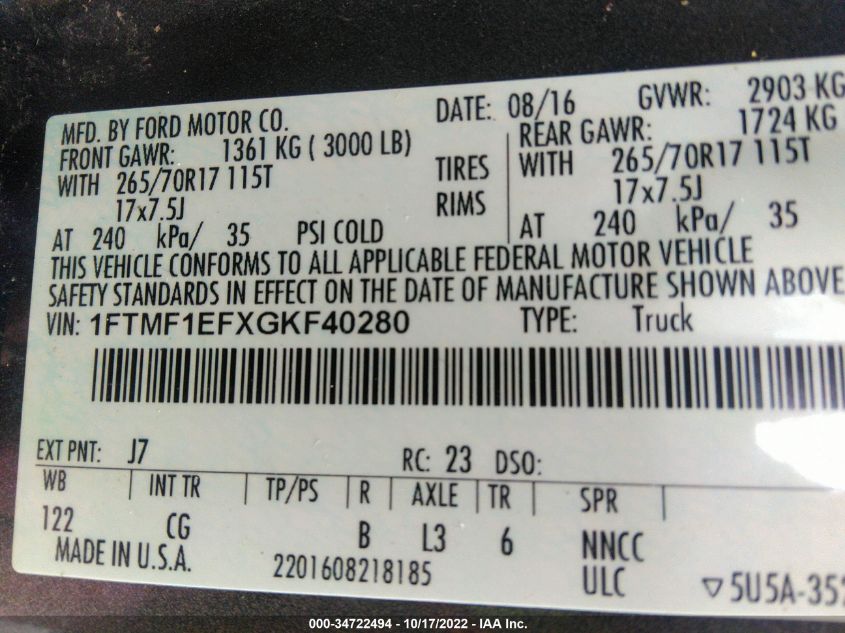 MFD. BY FORD MOTOR CO. DATE: 08/16 GVWR: 2903 KG
FRONT GAWR: 1361 KG ( 3000 LB) REAR GAWR: 1724 KG
WITH 265/70R17 115T TIRES WITH 265/70R17 115T
17x7.5J RIMS 17x7.5J
AT 240 kPa/ 35 PSI COLD AT 240 kPa/ 35
THIS VEHICLE CONFORMS TO ALL APPLICABLE FEDERAL MOTOR VEHICLE
SAFETY STANDARDS IN EFFECT ON THE DATE OF MANUFACTURE SHOWN ABOVE
VIN: 1FTMF1EFXGKF40280 TYPE: Truck
EXT PNT: J7 RC: 23 DSO:
WB | INT TR | TP/PS | R | AXLE | TR | SPR |
122 CG B L3 6 NNCC
MADE IN U.S.A. 2201608218185 ULC ▽5U5A-352
000-34722494 - 10/17/2022 - IAA Inc.